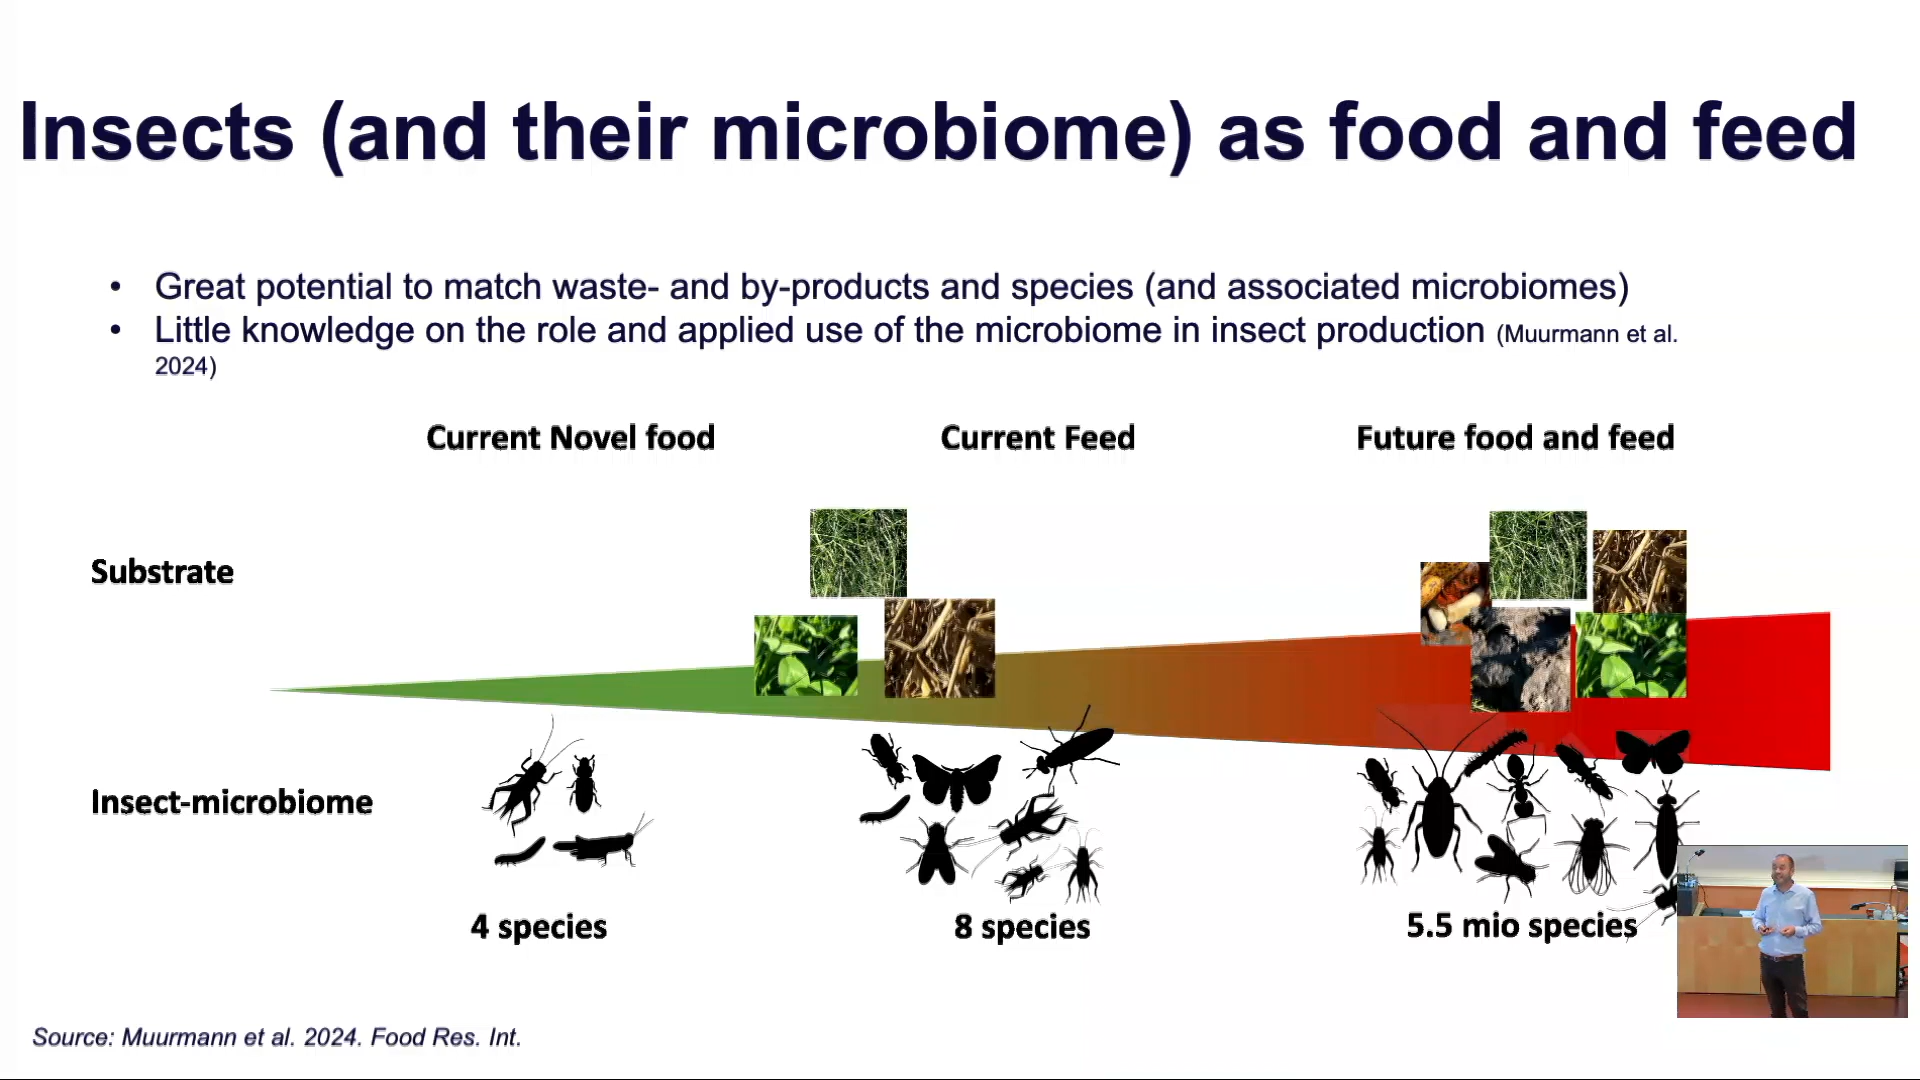 Insects (and their microbiome) as food and feed
• Great potential to match waste- and by-products and species (and associated microbiomes)
• Little knowledge on the role and applied use of the microbiome in insect production (Muurmann et al.
2024)
Current Novel food
Current Feed
Future food and feed
Substrate
Insect-microbiome
4 species
8 species
5.5 mio species
Source: Muurmann et al. 2024. Food Res. Int.